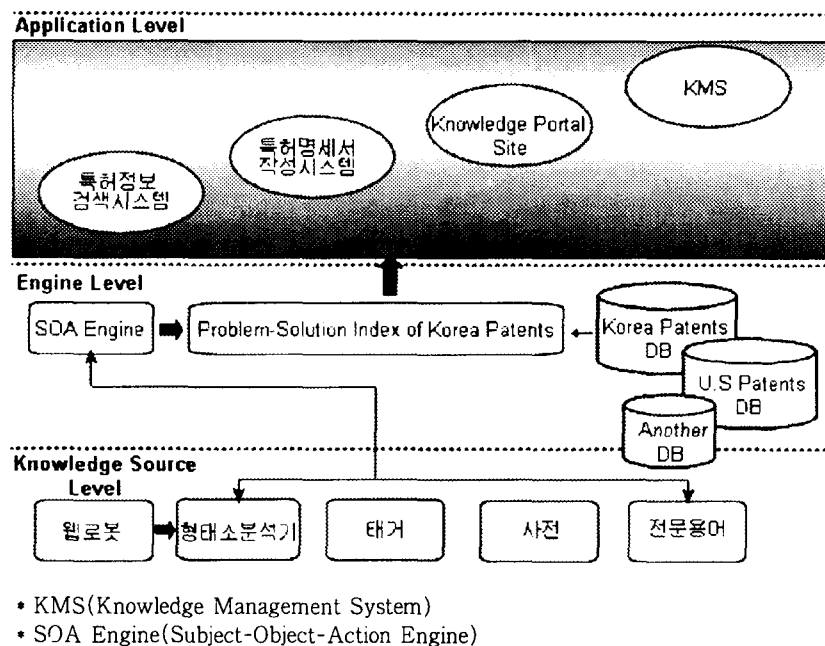 Application Level
KMS
Knowledge Portal
Site
특허명세서
작성시스템
특허정보
검색시스템
Engine Level
SOA Engine
Problem-Solution Index of Korea Patents
Korea Patents
DB
U.S Patents
DB
Another
DB
Knowledge Source
Level
웹로봇
형태소분석기
태거
사전
전문용어
* KMS(Knowledge Management System)
* SOA Engine(Subject-Object-Action Engine)